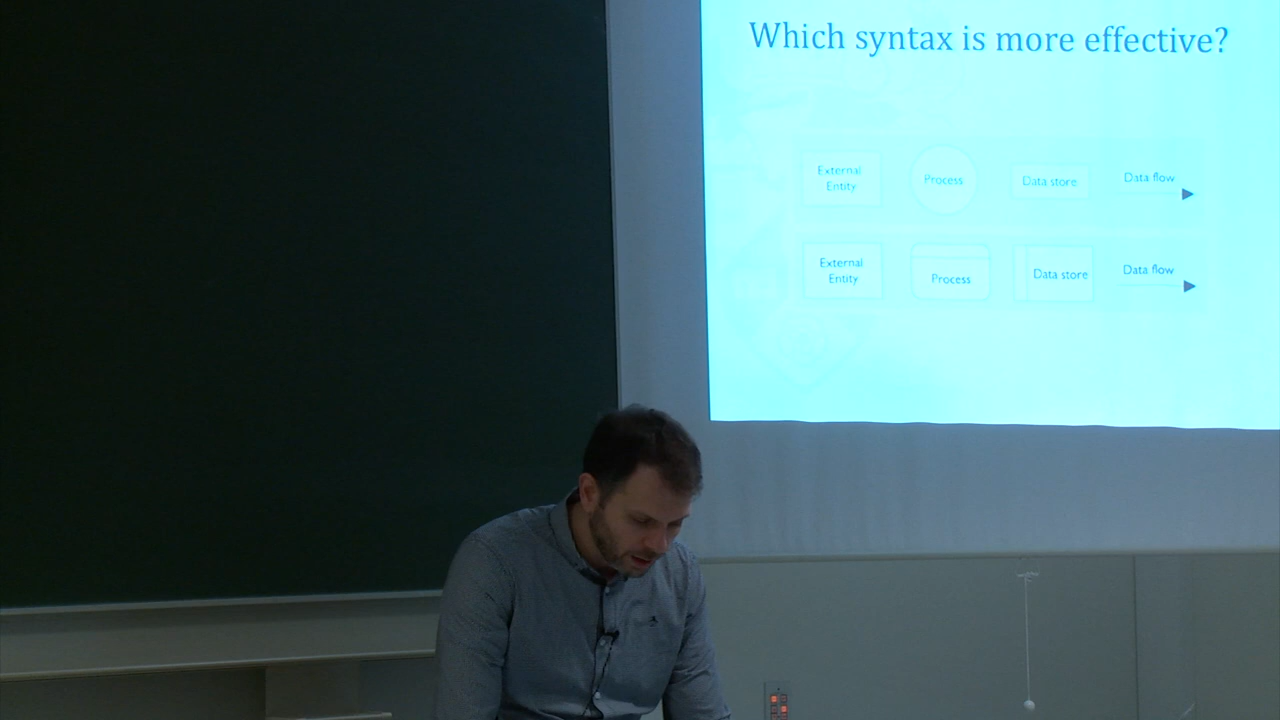 Which syntax is more effective?
External
Entity
Process
Data store
Data flow
External
Entity
Process
Data store
Data flow